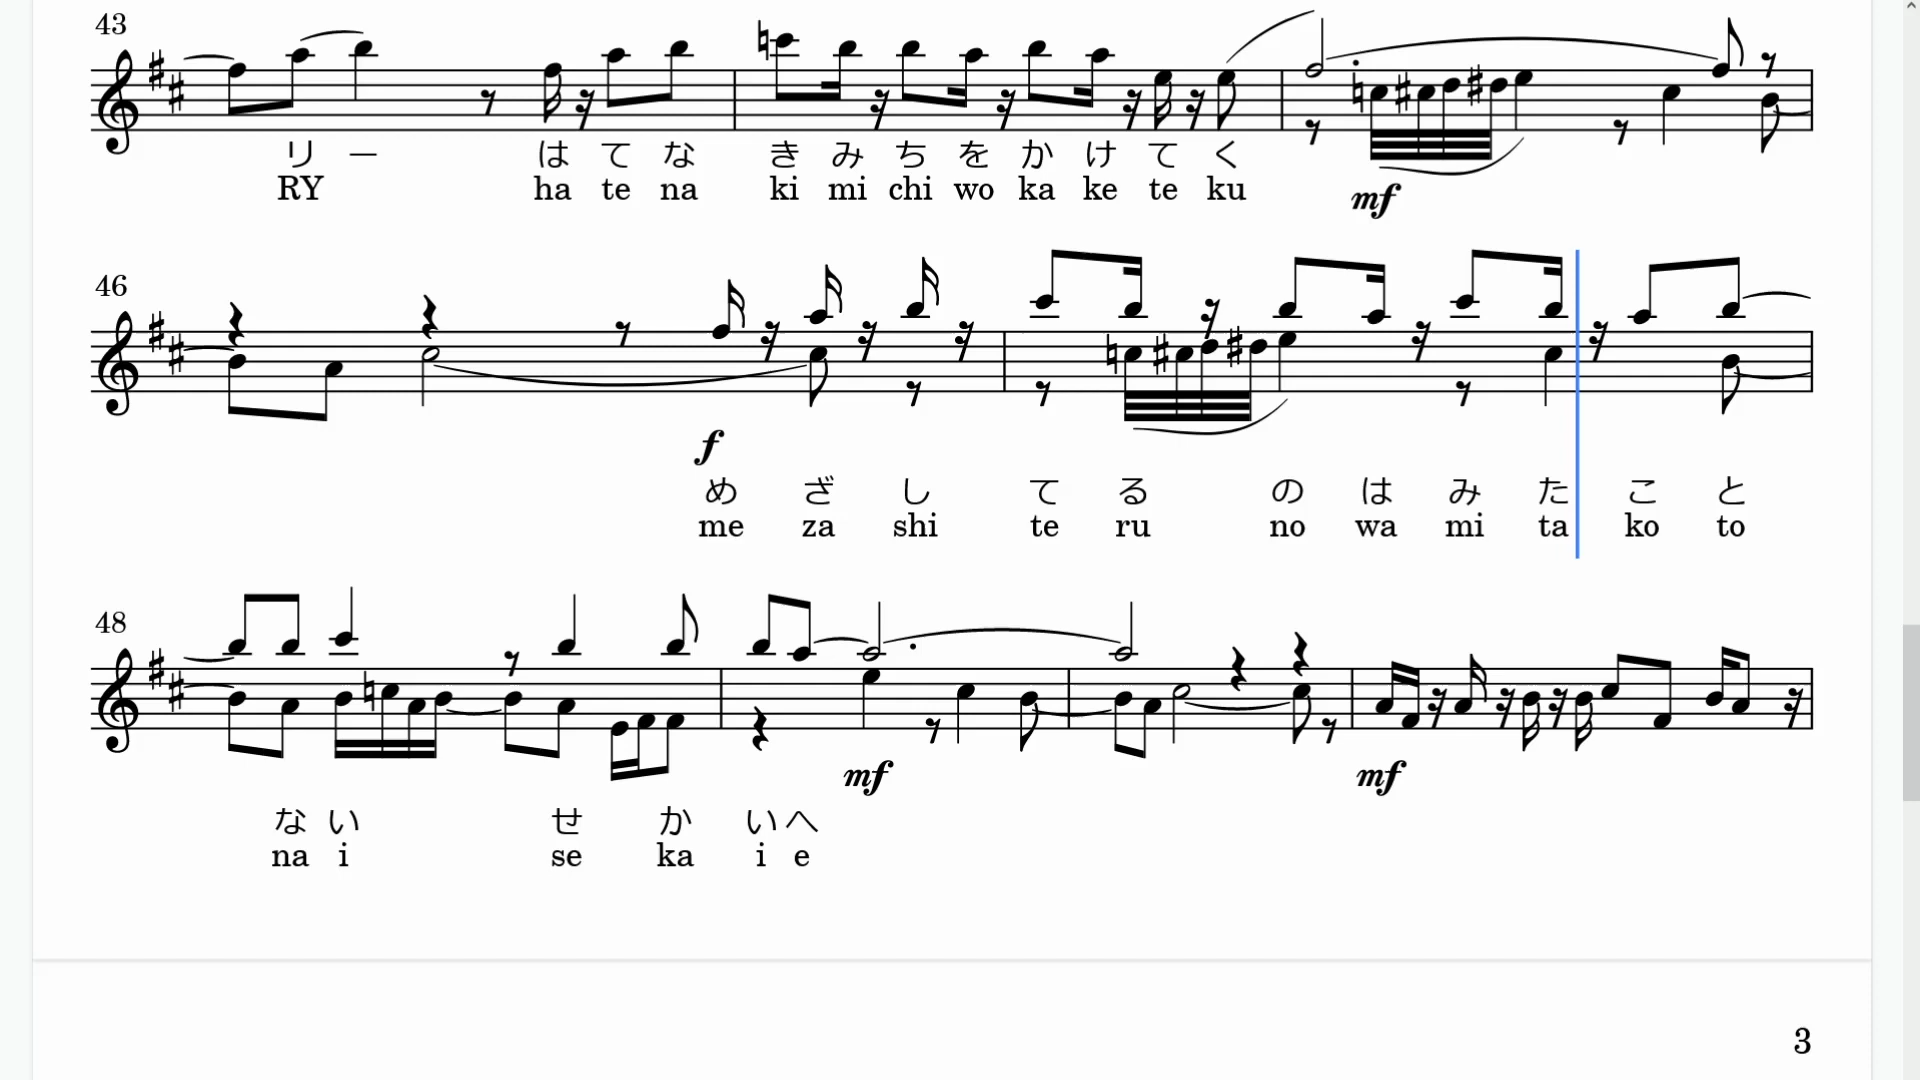 43
リ ー は て な き み ち を か け て く
RY ha te na ki mi chi wo ka ke te ku
mf
46
f
め ざ し て る の は み た こ と
me za shi te ru no wa mi ta ko to
48
mf mf
な い せ か い へ
na i se ka i e
3